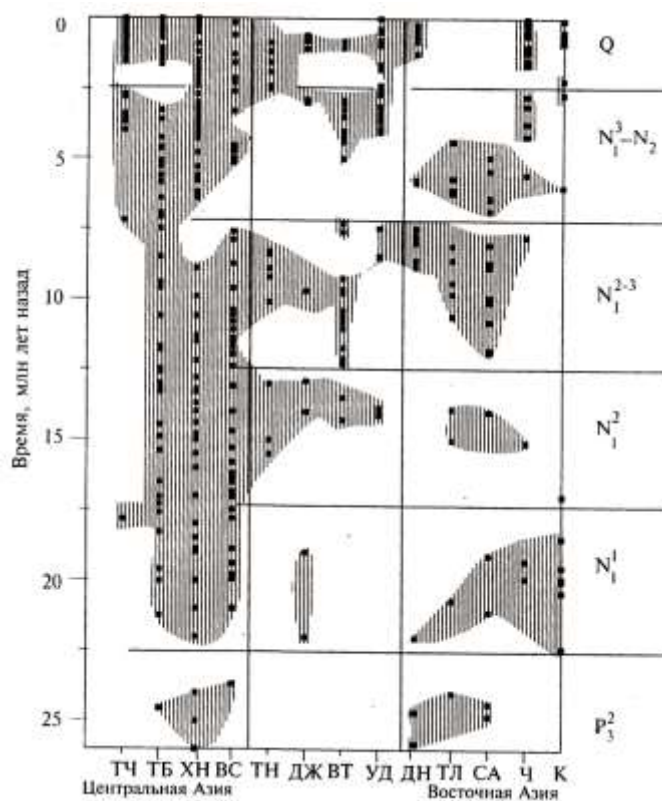 0
Q
N₁³–N₂
5
N₁²⁻³
10
Время, млн лет назад
N₁²
15
N₁¹
20
P₃²
25
ТЧ ТБ ХН ВС ТН ДЖ ВТ УД ДН ТЛ СА Ч К
Центральная Азия Восточная Азия